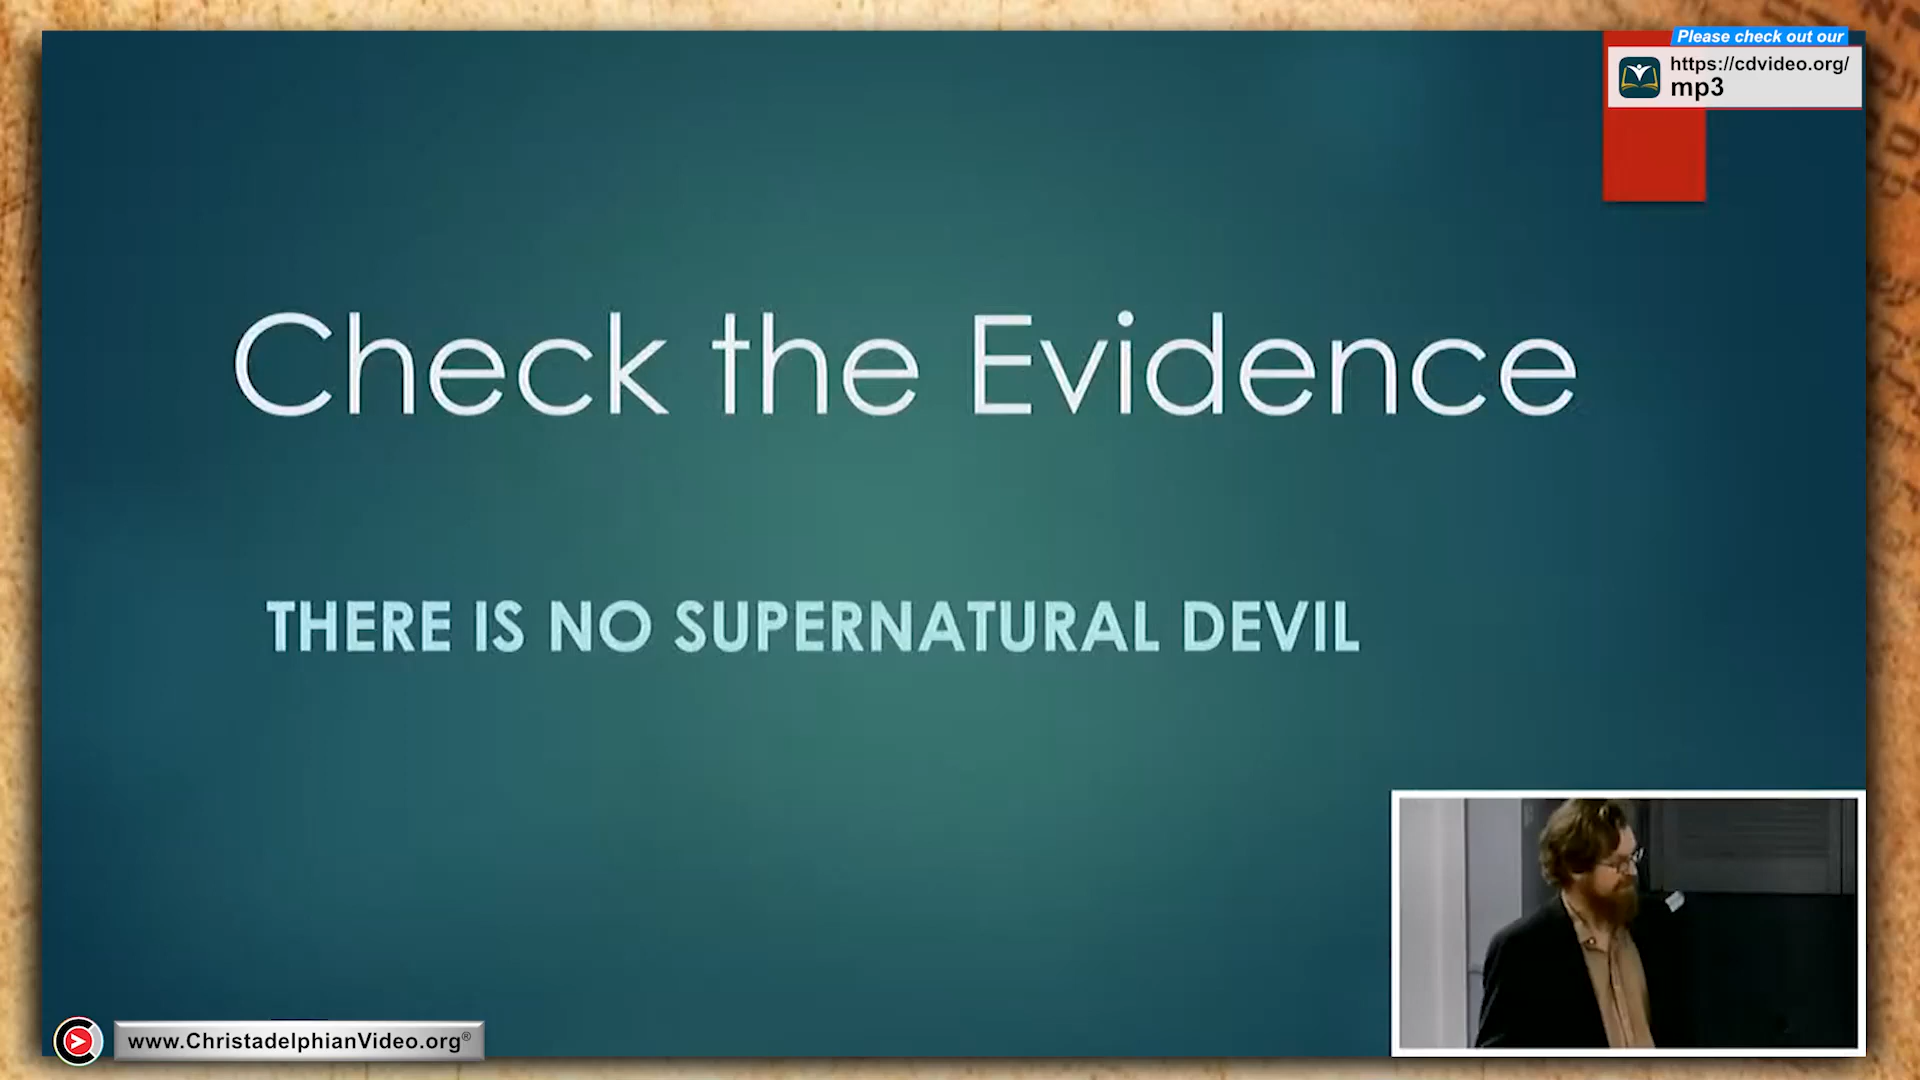 Please check out our
https://cdvideo.org/
mp3
Check the Evidence
THERE IS NO SUPERNATURAL DEVIL
www.ChristadelphianVideo.org®